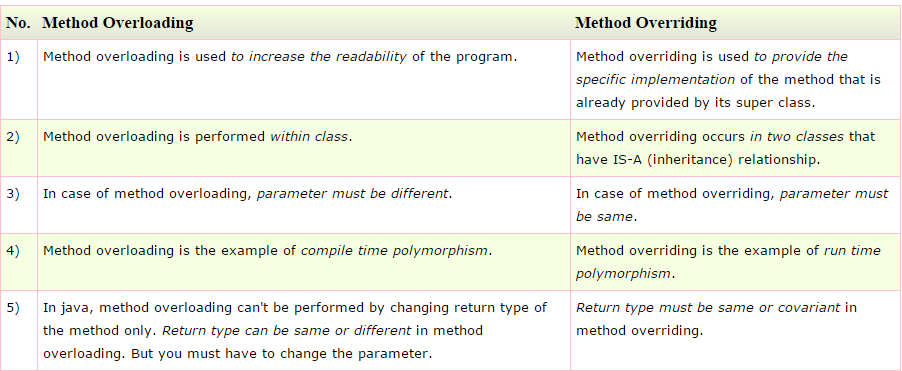 No. Method Overloading Method Overriding
1) Method overloading is used to increase the readability of the program. Method overriding is used to provide the
specific implementation of the method that is
already provided by its super class.
2) Method overloading is performed within class. Method overriding occurs in two classes that
have IS-A (inheritance) relationship.
3) In case of method overloading, parameter must be different. In case of method overriding, parameter must
be same.
4) Method overloading is the example of compile time polymorphism. Method overriding is the example of run time
polymorphism.
5) In java, method overloading can't be performed by changing return type of Return type must be same or covariant in
the method only. Return type can be same or different in method method overriding.
overloading. But you must have to change the parameter.